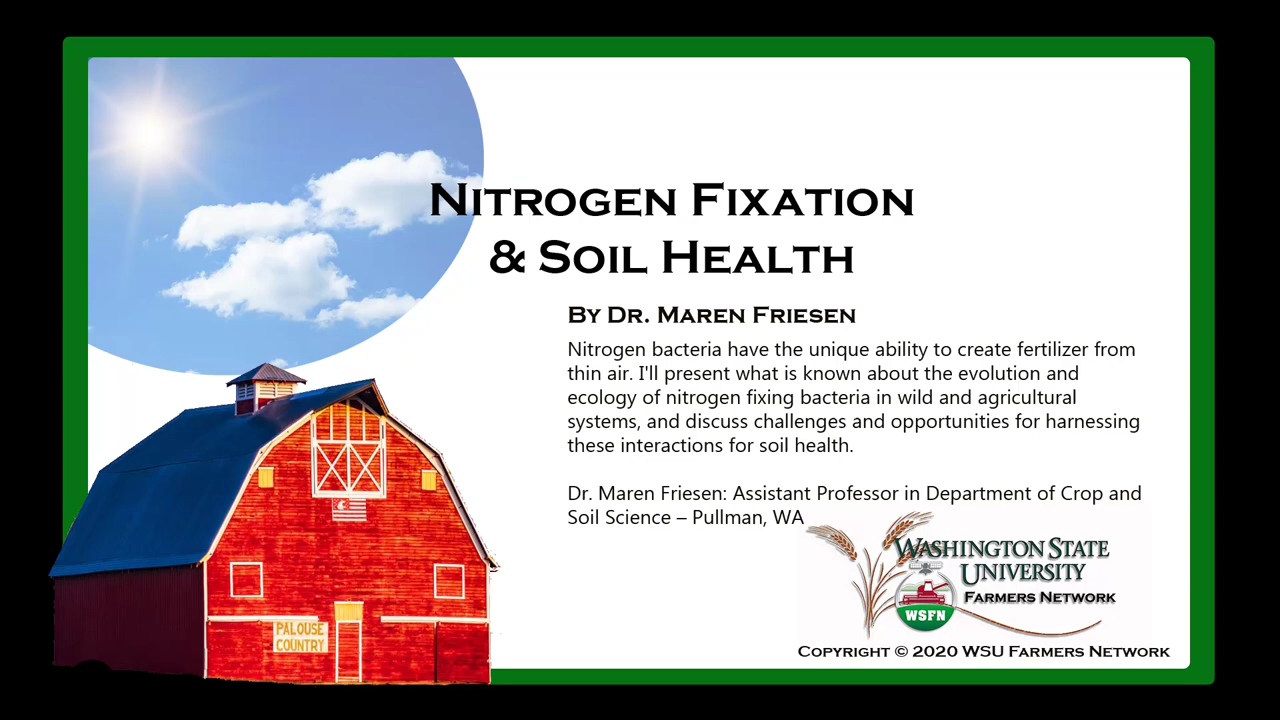 Nitrogen Fixation
& Soil Health
By Dr. Maren Friesen
Nitrogen bacteria have the unique ability to create fertilizer from
thin air. I'll present what is known about the evolution and
ecology of nitrogen fixing bacteria in wild and agricultural
systems, and discuss challenges and opportunities for harnessing
these interactions for soil health.
Dr. Maren Friesen: Assistant Professor in Department of Crop and
Soil Science – Pullman, WA
Washington State
University
Farmers Network
WSFN
PALOUSE
COUNTRY
Copyright © 2020 WSU Farmers Network